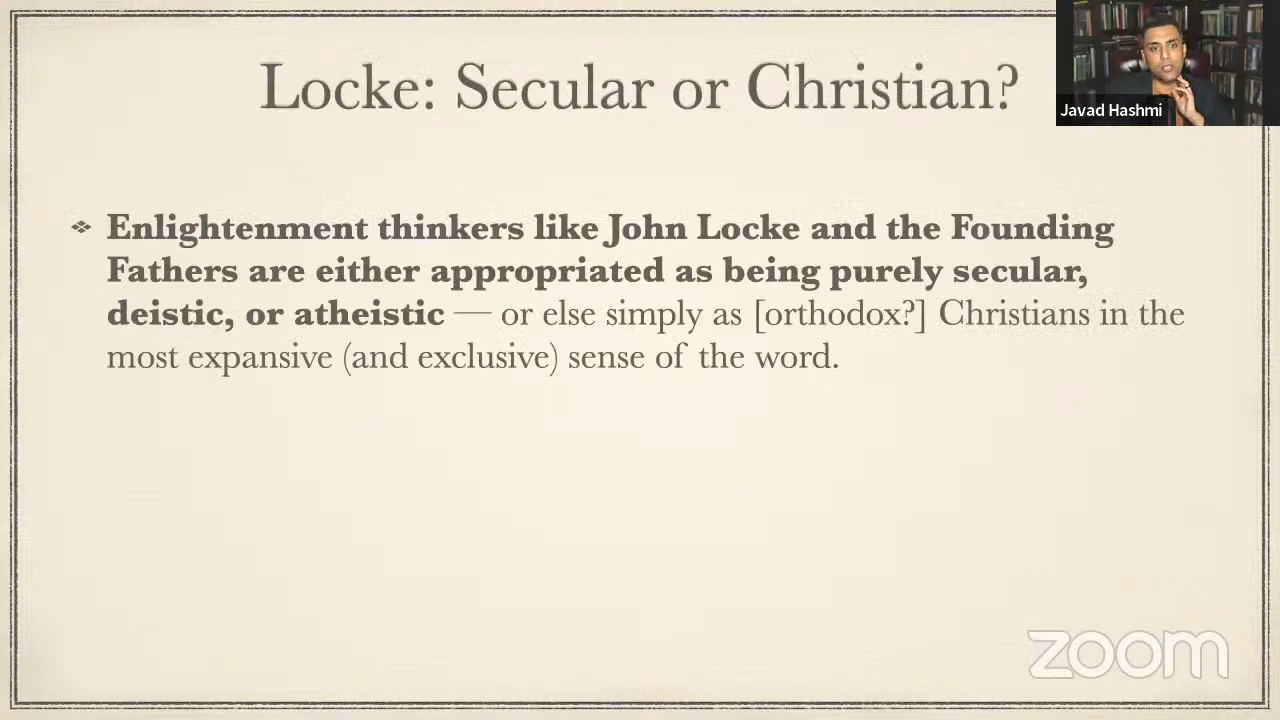 Locke: Secular or Christian?
Javad Hashmi
Enlightenment thinkers like John Locke and the Founding
Fathers are either appropriated as being purely secular,
deistic, or atheistic — or else simply as [orthodox?] Christians in the
most expansive (and exclusive) sense of the word.
zoom